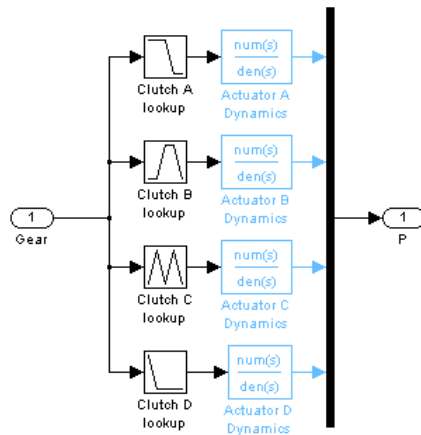 num(s)
den(s)
Clutch A
lookup
Actuator A
Dynamics
num(s)
den(s)
Clutch B
lookup
Actuator B
Dynamics
1
Gear
1
P
num(s)
den(s)
Clutch C
lookup
Actuator C
Dynamics
num(s)
den(s)
Clutch D
lookup
Actuator D
Dynamics